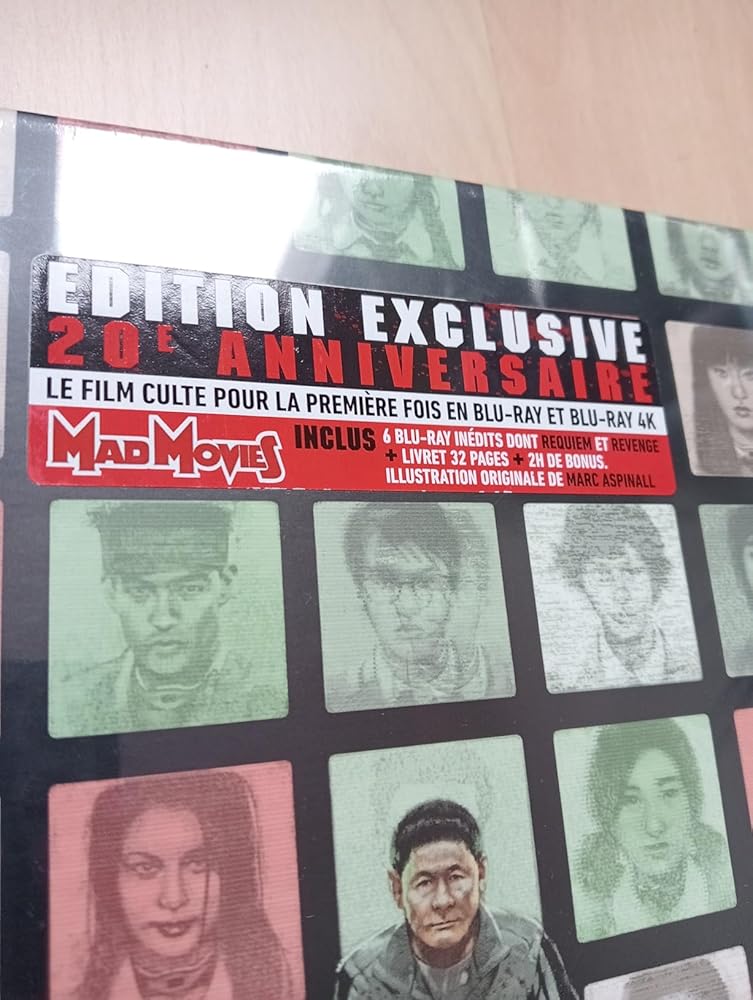 EDITION EXCLUSIVE
20E ANNIVERSAIRE
LE FILM CULTE POUR LA PREMIÈRE FOIS EN BLU-RAY ET BLU-RAY 4K
MAD MOVIES
INCLUS 6 BLU-RAY INÉDITS DONT REQUIEM ET REVENGE
+ LIVRET 32 PAGES + 2H DE BONUS.
ILLUSTRATION ORIGINALE DE MARC ASPINALL